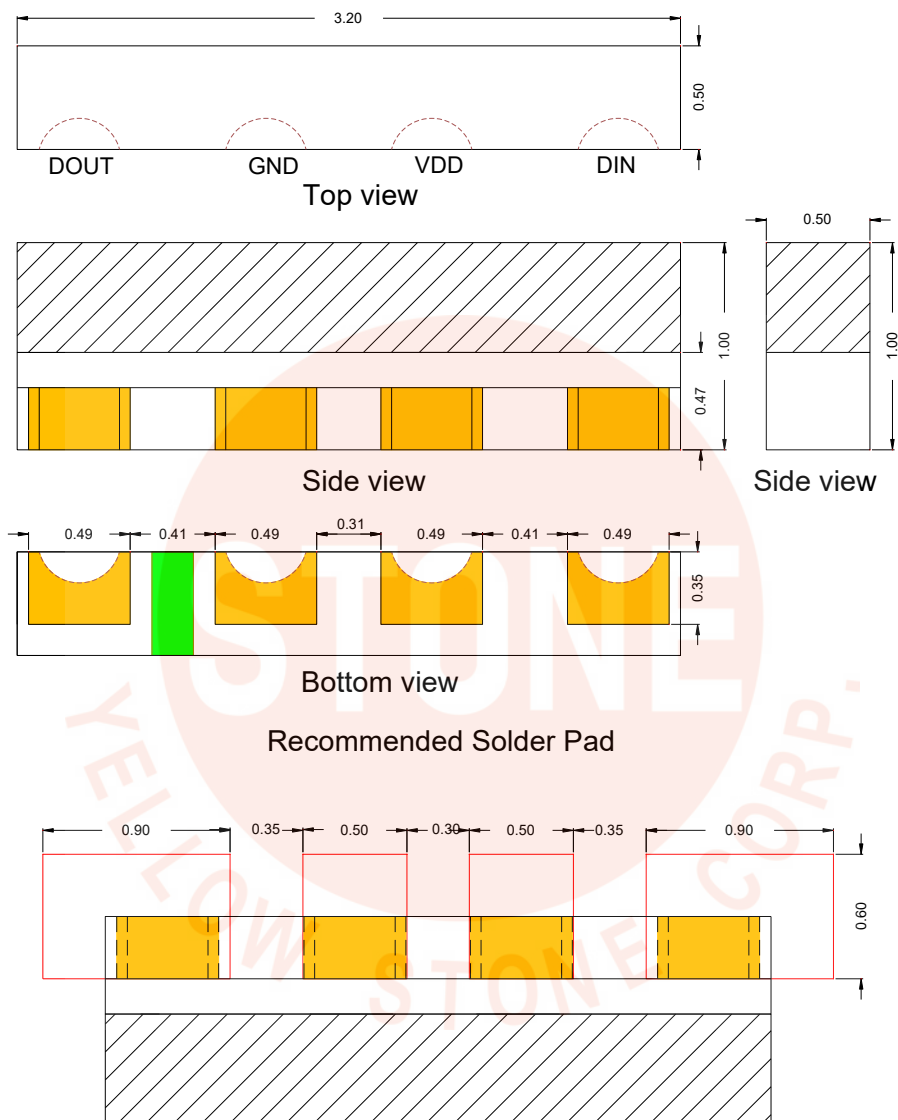 3.20
0.50
DOUT GND VDD DIN
Top view
0.50
1.00
0.47
1.00
Side view
Side view
0.49 0.41 0.49 0.31 0.49 0.41 0.49
0.35
STONE
Bottom view
Recommended Solder Pad
0.90 0.35 0.50 0.30 0.50 0.35 0.90
0.60
YELLOW STONE CORP.